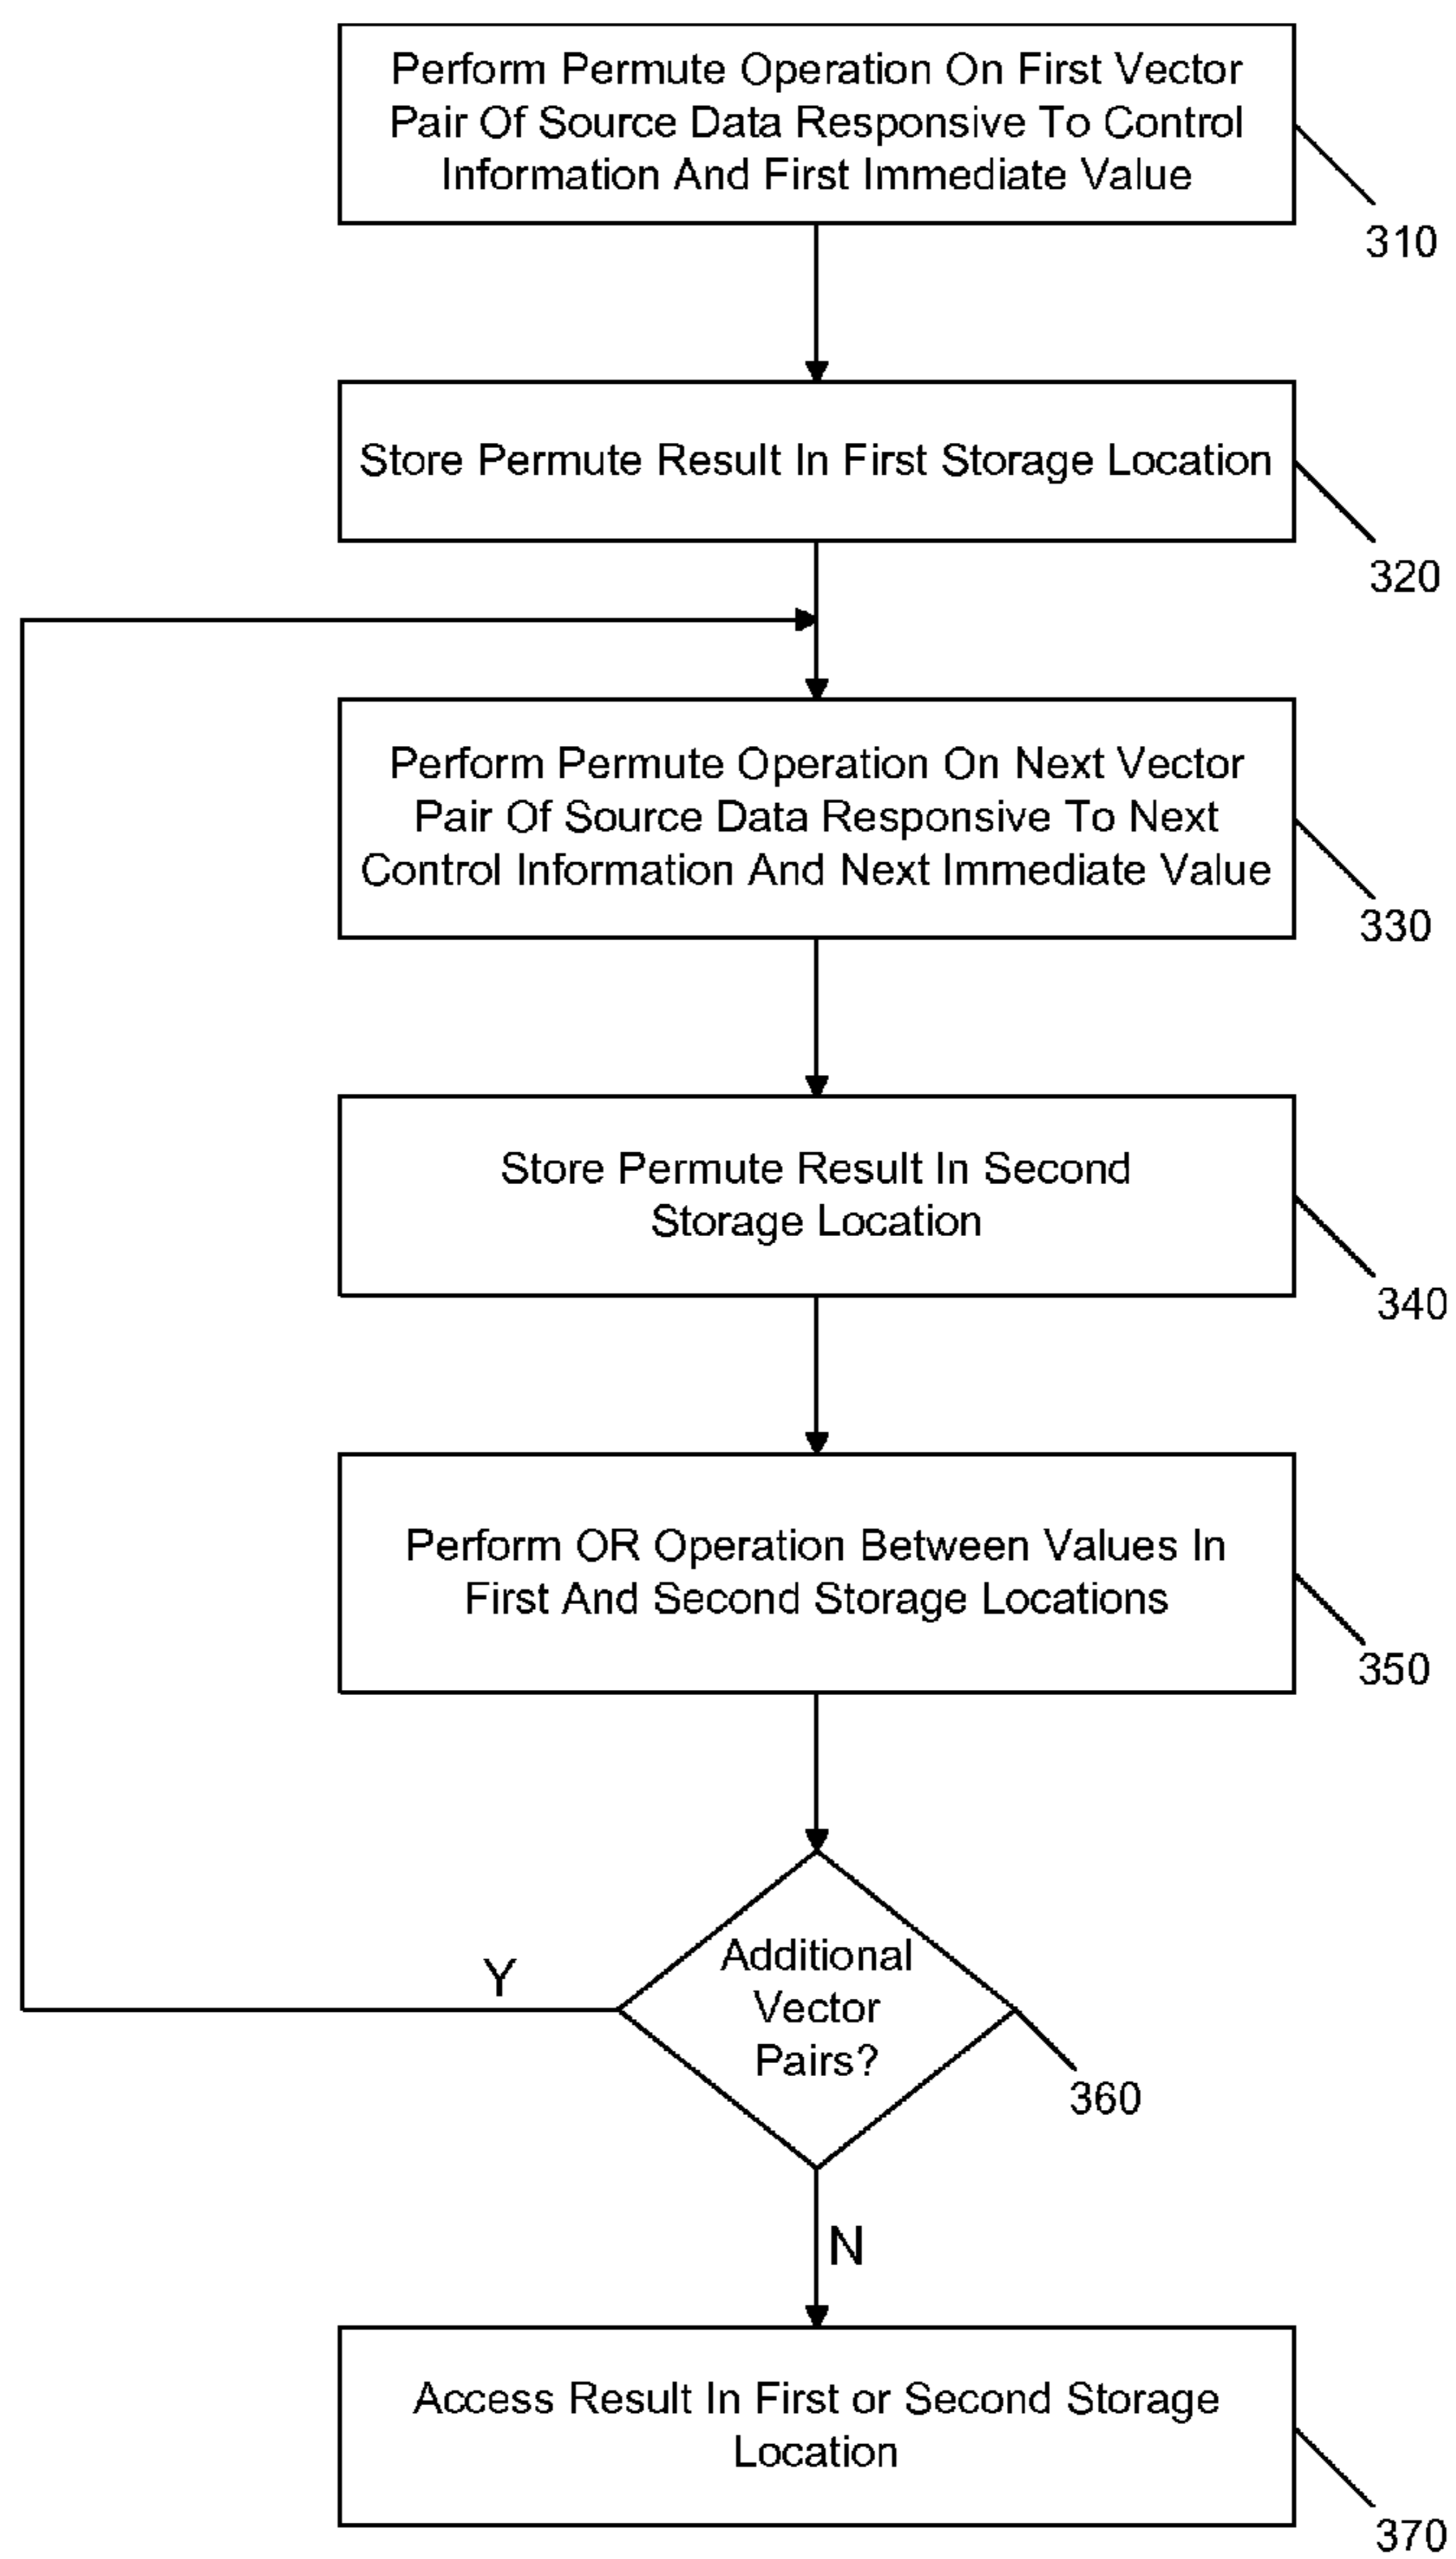 Perform Permute Operation On First Vector
Pair Of Source Data Responsive To Control
Information And First Immediate Value
310
Store Permute Result In First Storage Location
320
Perform Permute Operation On Next Vector
Pair Of Source Data Responsive To Next
Control Information And Next Immediate Value
330
Store Permute Result In Second
Storage Location
340
Perform OR Operation Between Values In
First And Second Storage Locations
350
Additional
Vector
Pairs?
Y
360
N
Access Result In First or Second Storage
Location
370